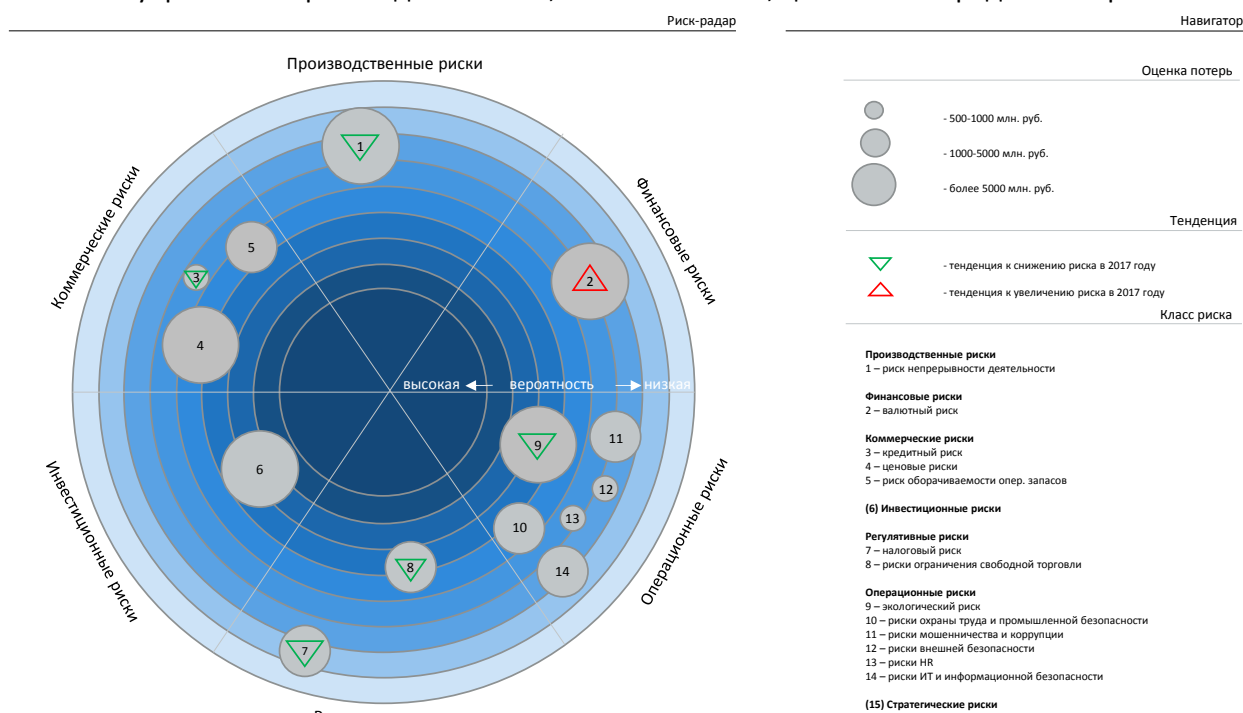 Риск-радар
Навигатор
Производственные риски
Финансовые риски
Коммерческие риски
Инвестиционные риски
Операционные риски
1
2
3
4
5
6
7
8
9
10
11
12
13
14
высокая вероятность низкая
Оценка потерь
- 500-1000 млн. руб.
- 1000-5000 млн. руб.
- более 5000 млн. руб.
Тенденция
- тенденция к снижению риска в 2017 году
- тенденция к увеличению риска в 2017 году
Класс риска
Производственные риски
1 – риск непрерывности деятельности
Финансовые риски
2 – валютный риск
Коммерческие риски
3 – кредитный риск
4 – ценовые риски
5 – риск оборачиваемости опер. запасов
(6) Инвестиционные риски
Регулятивные риски
7 – налоговый риск
8 – риски ограничения свободной торговли
Операционные риски
9 – экологический риск
10 – риски охраны труда и промышленной безопасности
11 – риски мошенничества и коррупции
12 – риски внешней безопасности
13 – риски HR
14 – риски ИТ и информационной безопасности
(15) Стратегические риски